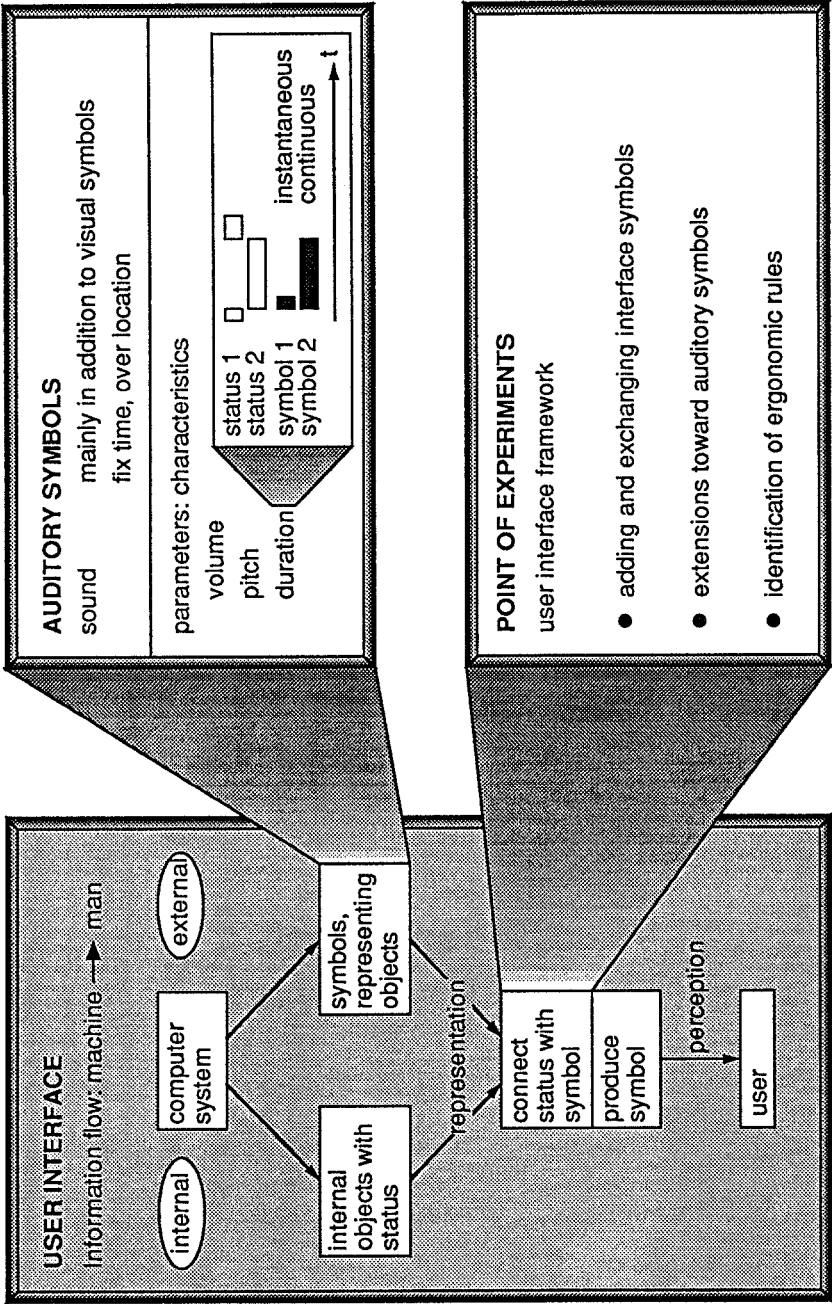 USER INTERFACE
Information flow: machine → man
internal
computer
system
external
internal
objects with
status
symbols,
representing
objects
representation
connect
status with
symbol
produce
symbol
perception
user
AUDITORY SYMBOLS
sound mainly in addition to visual symbols
fix time, over location
parameters: characteristics
volume
pitch
duration
status 1
status 2
symbol 1 instantaneous
symbol 2 continuous
t
POINT OF EXPERIMENTS
user interface framework
● adding and exchanging interface symbols
● extensions toward auditory symbols
● identification of ergonomic rules